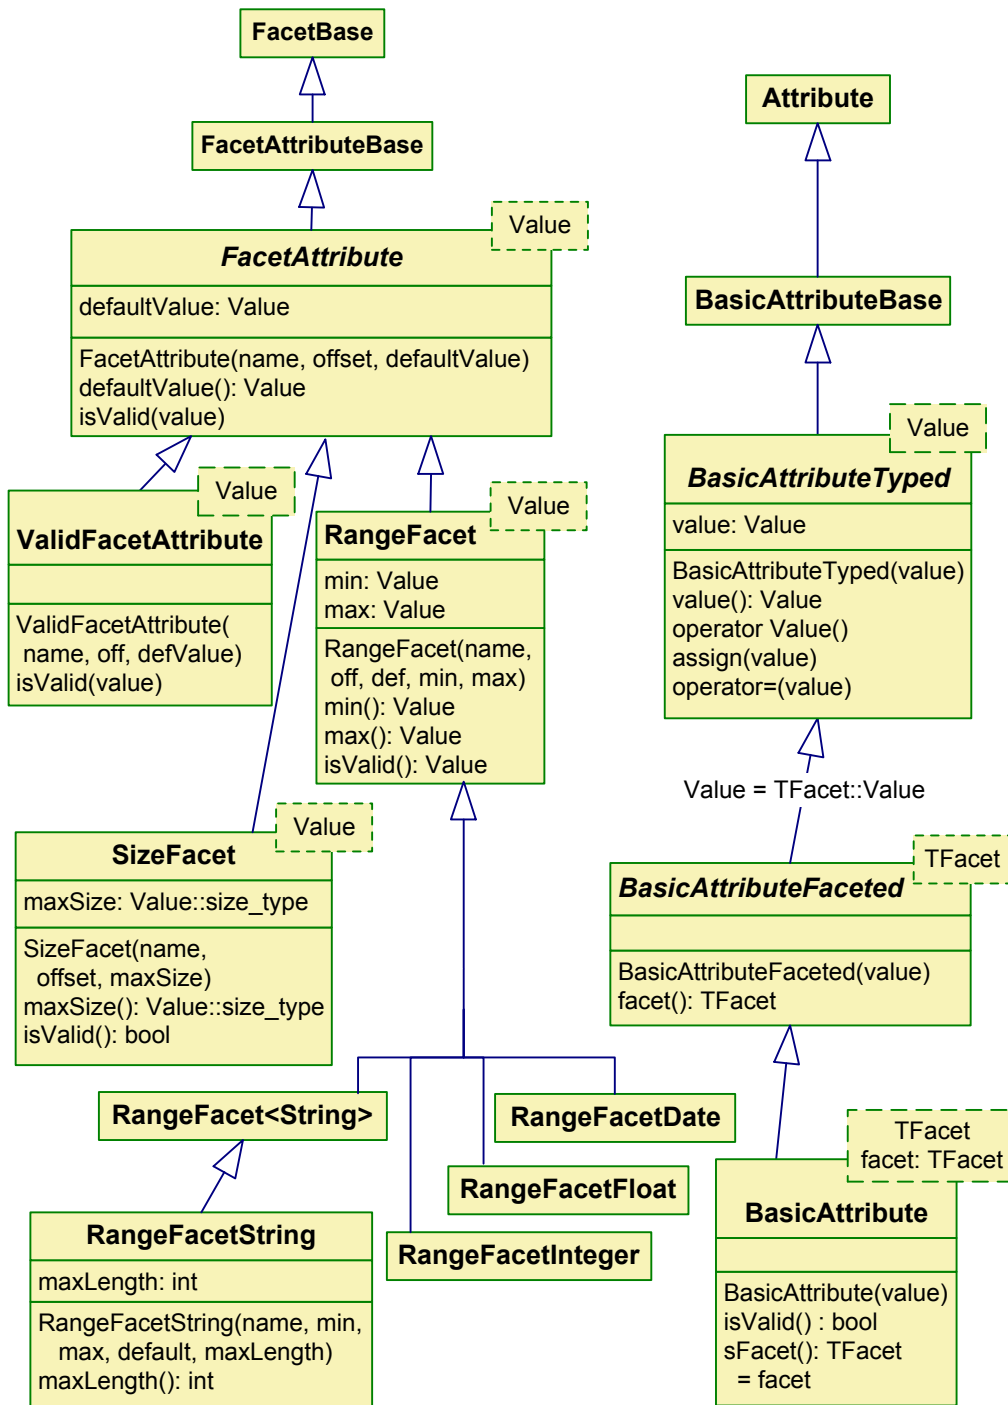 FacetBase
FacetAttributeBase
Value
FacetAttribute
defaultValue: Value
FacetAttribute(name, offset, defaultValue)
defaultValue(): Value
isValid(value)
Value
ValidFacetAttribute
ValidFacetAttribute(
name, off, defValue)
isValid(value)
Value
RangeFacet
min: Value
max: Value
RangeFacet(name,
off, def, min, max)
min(): Value
max(): Value
isValid(): Value
Value
SizeFacet
maxSize: Value::size_type
SizeFacet(name,
offset, maxSize)
maxSize(): Value::size_type
isValid(): bool
RangeFacet<String>
RangeFacetDate
RangeFacetFloat
RangeFacetInteger
RangeFacetString
maxLength: int
RangeFacetString(name, min,
max, default, maxLength)
maxLength(): int
Attribute
BasicAttributeBase
Value
BasicAttributeTyped
value: Value
BasicAttributeTyped(value)
value(): Value
operator Value()
assign(value)
operator=(value)
Value = TFacet::Value
TFacet
BasicAttributeFaceted
BasicAttributeFaceted(value)
facet(): TFacet
TFacet
facet: TFacet
BasicAttribute
BasicAttribute(value)
isValid() : bool
sFacet(): TFacet
= facet